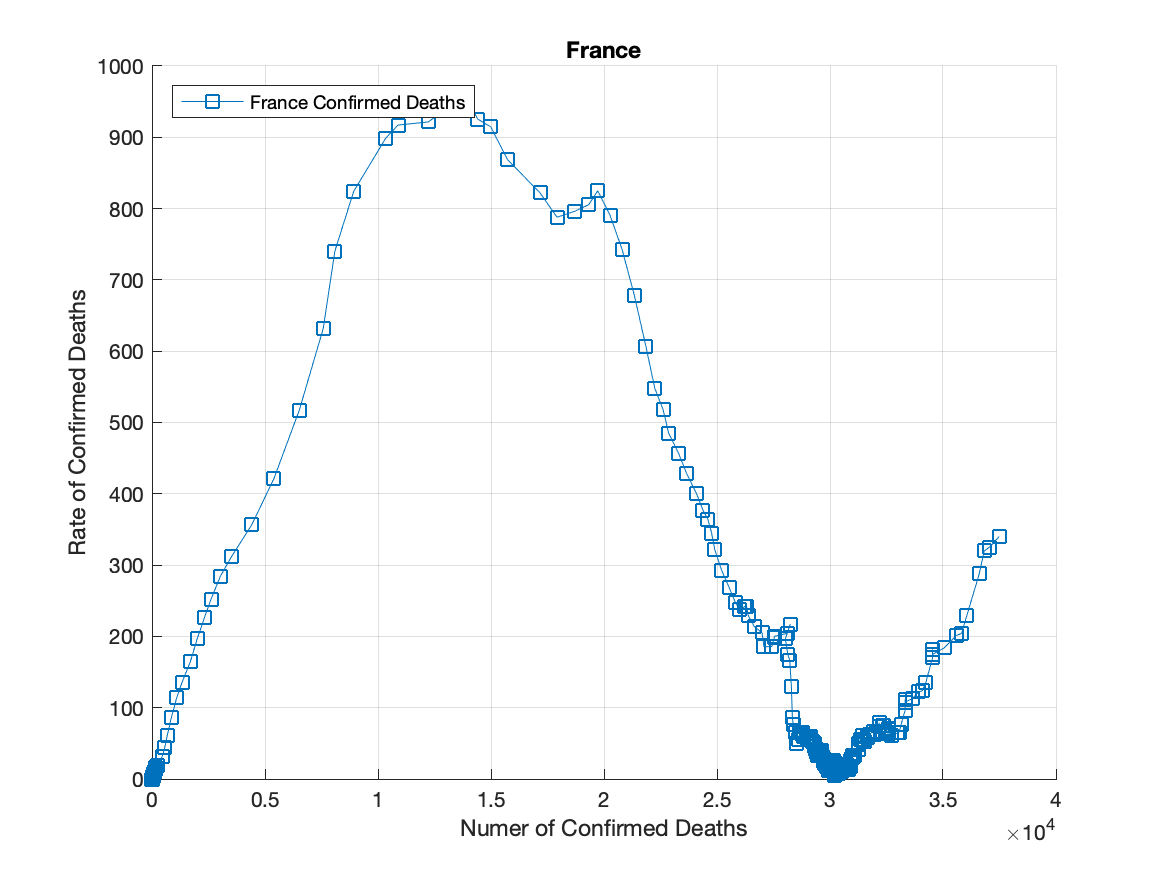 France
1000
France Confirmed Deaths
900
800
700
600
500
400
300
200
100
0
Rate of Confirmed Deaths
0 0.5 1 1.5 2 2.5 3 3.5 4
Numer of Confirmed Deaths
×10^4